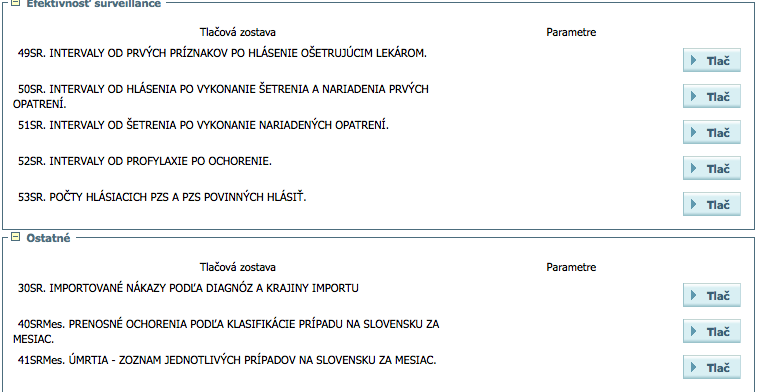 Efektívnosť surveillance
Tlačová zostava Parametre
49SR. INTERVALY OD PRVÝCH PRÍZNAKOV PO HLÁSENIE OŠETRUJÚCIM LEKÁROM.
Tlač
50SR. INTERVALY OD HLÁSENIA PO VYKONANIE ŠETRENIA A NARIADENIA PRVÝCH
OPATRENÍ.
Tlač
51SR. INTERVALY OD ŠETRENIA PO VYKONANIE NARIADENÝCH OPATRENÍ.
Tlač
52SR. INTERVALY OD PROFYLAXIE PO OCHORENIE.
Tlač
53SR. POČTY HLÁSIACICH PZS A PZS POVINNÝCH HLÁSIŤ.
Tlač
Ostatné
Tlačová zostava Parametre
30SR. IMPORTOVANÉ NÁKAZY PODĽA DIAGNÓZ A KRAJINY IMPORTU
Tlač
40SRMes. PRENOSNÉ OCHORENIA PODĽA KLASIFIKÁCIE PRÍPADU NA SLOVENSKU ZA
MESIAC.
Tlač
41SRMes. ÚMRTIA - ZOZNAM JEDNOTLIVÝCH PRÍPADOV NA SLOVENSKU ZA MESIAC.
Tlač